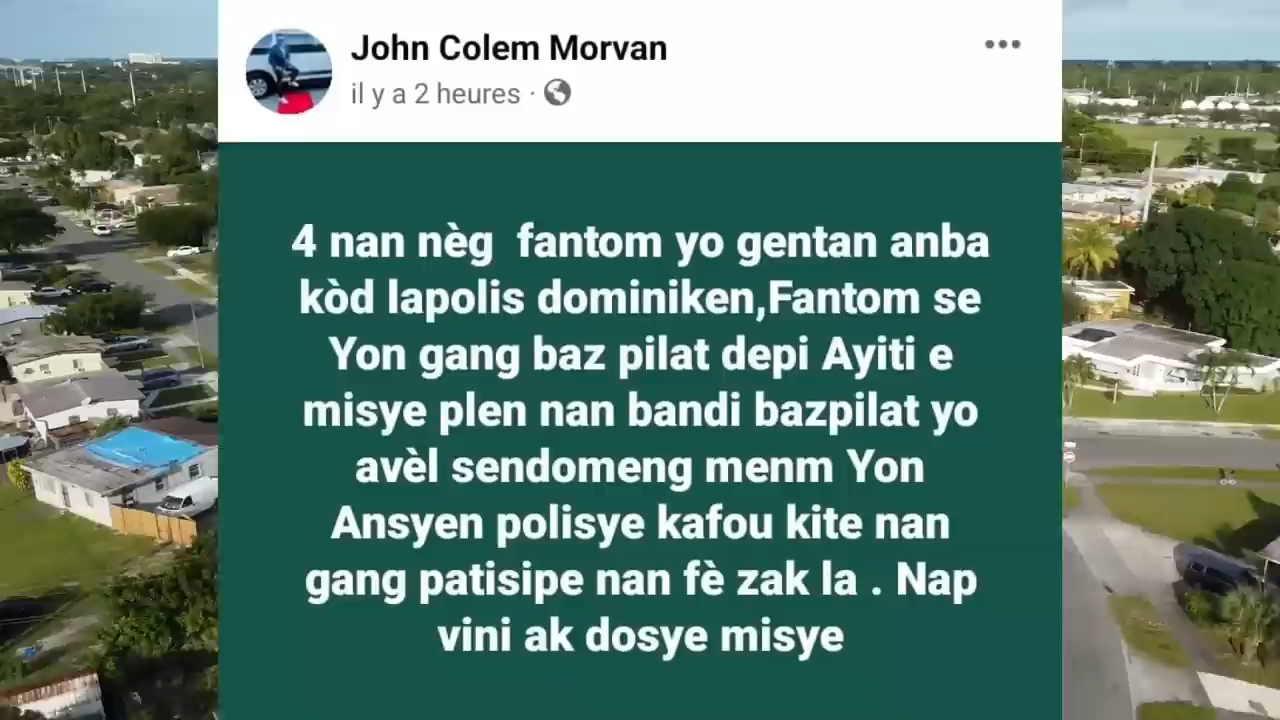 John Colem Morvan
il y a 2 heures ·
4 nan nèg fantom yo gentan anba
kòd lapolis dominiken,Fantom se
Yon gang baz pilat depi Ayiti e
misye plen nan bandi bazpilat yo
avèl sendomeng menm Yon
Ansyen polisye kafou kite nan
gang patisipe nan fè zak la . Nap
vini ak dosye misye